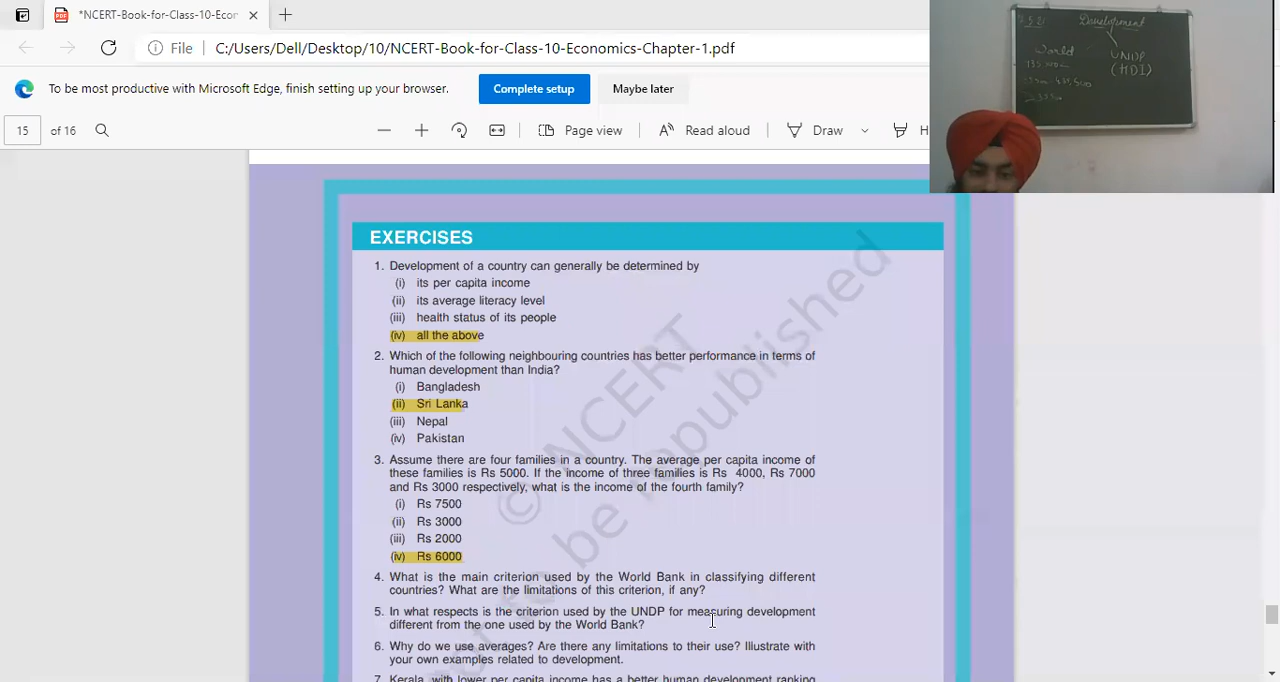 *NCERT-Book-for-Class-10-Econ
File C:/Users/Dell/Desktop/10/NCERT-Book-for-Class-10-Economics-Chapter-1.pdf
To be most productive with Microsoft Edge, finish setting up your browser. Complete setup Maybe later
15 of 16 Page view Read aloud Draw H
Development
World UNDP
(HDI)
EXERCISES
1. Development of a country can generally be determined by
(i) its per capita income
(ii) its average literacy level
(iii) health status of its people
(iv) all the above
2. Which of the following neighbouring countries has better performance in terms of
human development than India?
(i) Bangladesh
(ii) Sri Lanka
(iii) Nepal
(iv) Pakistan
3. Assume there are four families in a country. The average per capita income of
these families is Rs 5000. If the income of three families is Rs 4000, Rs 7000
and Rs 3000 respectively, what is the income of the fourth family?
(i) Rs 7500
(ii) Rs 3000
(iii) Rs 2000
(iv) Rs 6000
4. What is the main criterion used by the World Bank in classifying different
countries? What are the limitations of this criterion, if any?
5. In what respects is the criterion used by the UNDP for measuring development
different from the one used by the World Bank?
6. Why do we use averages? Are there any limitations to their use? Illustrate with
your own examples related to development.
7. Kerala, with lower per capita income has a better human development ranking
© NCERT
not to be republished